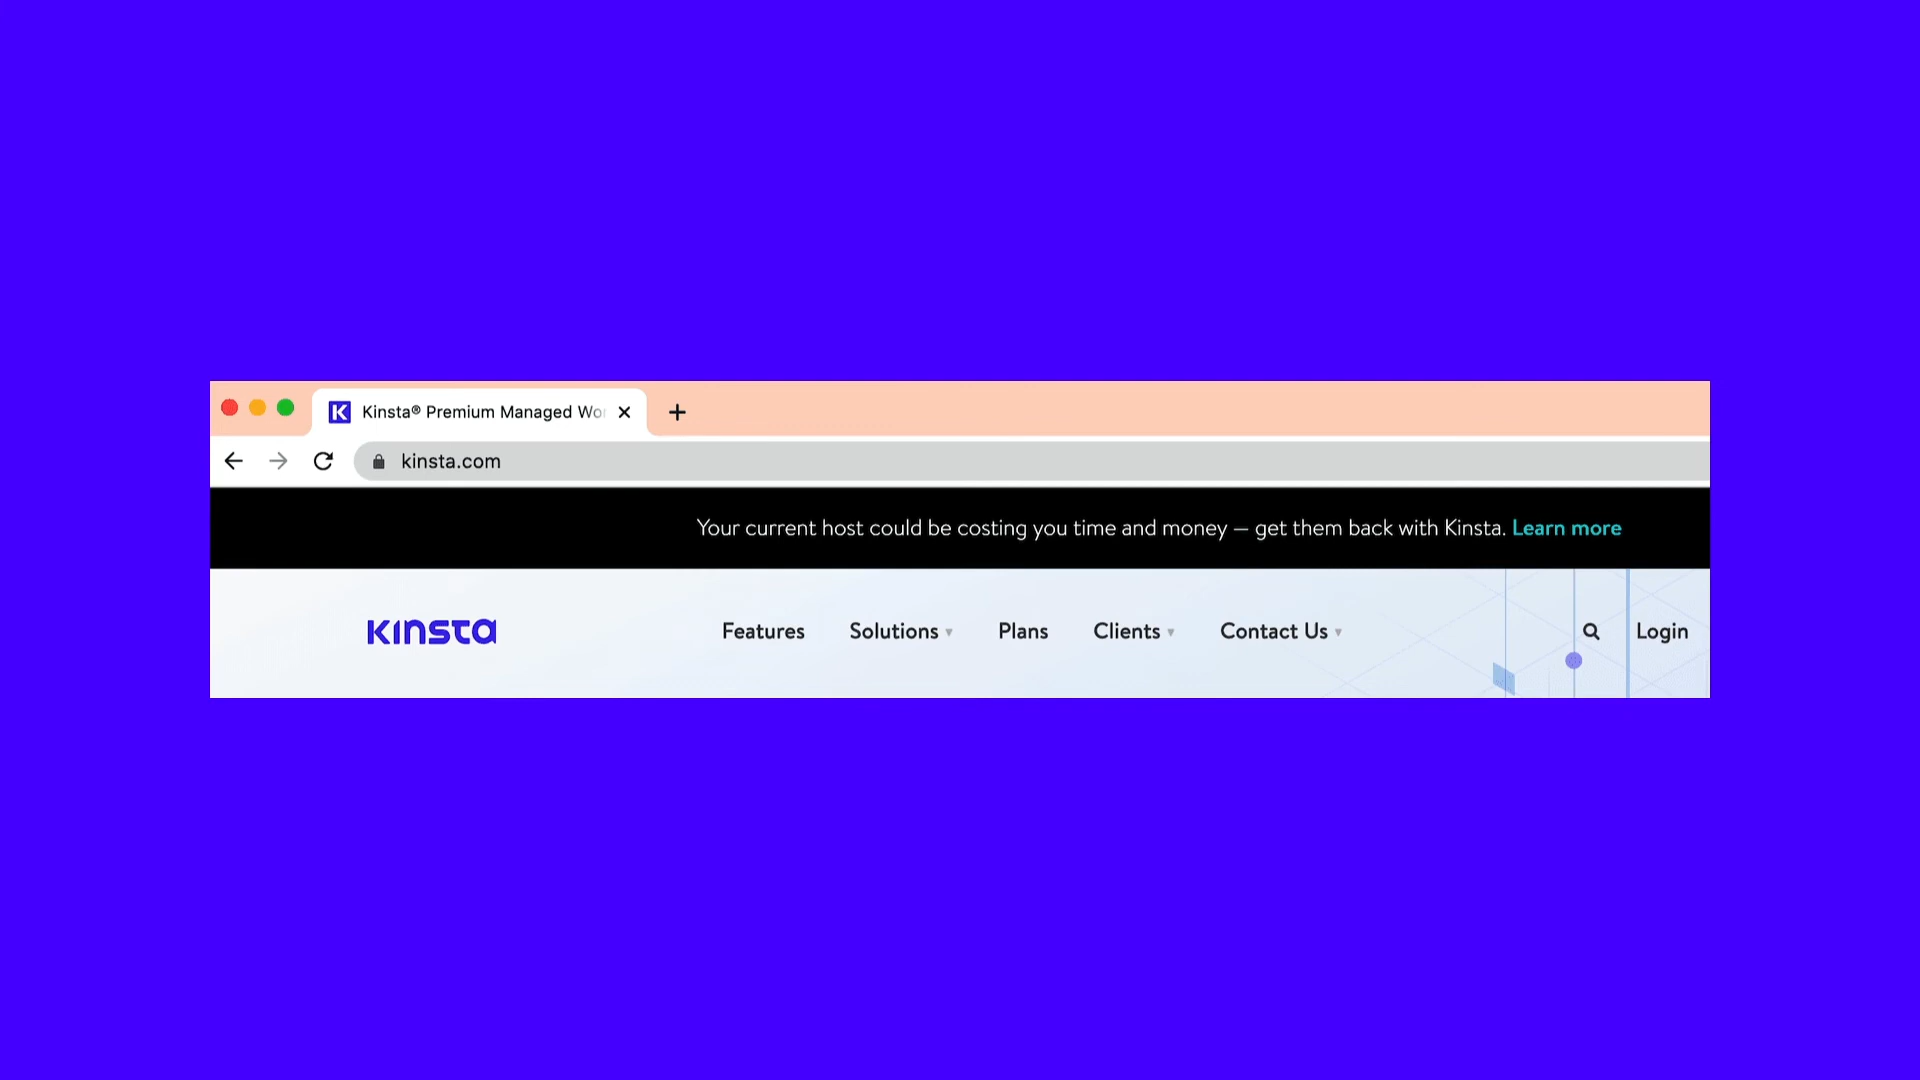 Kinsta® Premium Managed Wo
kinsta.com
Your current host could be costing you time and money — get them back with Kinsta. Learn more
Kinsta
Features Solutions Plans Clients Contact Us Login